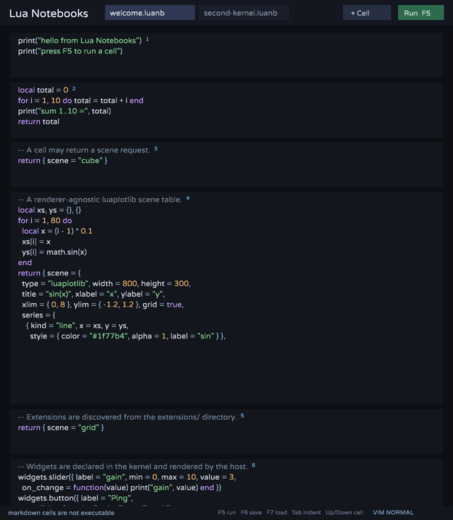 Lua Notebooks welcome.luanb second-kernel.luanb + Cell Run F5
print("hello from Lua Notebooks") 1
print("press F5 to run a cell")
local total = 0 2
for i = 1, 10 do total = total + i end
print("sum 1..10 =", total)
return total
-- A cell may return a scene request. 3
return { scene = "cube" }
-- A renderer-agnostic luaplotlib scene table. 4
local xs, ys = {}, {}
for i = 1, 80 do
local x = (i - 1) * 0.1
xs[i] = x
ys[i] = math.sin(x)
end
return { scene = {
type = "luaplotlib", width = 800, height = 300,
title = "sin(x)", xlabel = "x", ylabel = "y",
xlim = { 0, 8 }, ylim = { -1.2, 1.2 }, grid = true,
series = {
{ kind = "line", x = xs, y = ys,
style = { color = "#1f77b4", alpha = 1, label = "sin" } },
-- Extensions are discovered from the extensions/ directory. 5
return { scene = "grid" }
-- Widgets are declared in the kernel and rendered by the host. 6
widgets.slider({ label = "gain", min = 0, max = 10, value = 3,
on_change = function(value) print("gain", value) end })
widgets.button({ label = "Ping",
markdown cells are not executable F5 run F6 save F7 load Tab indent Up/Down cell VIM NORMAL